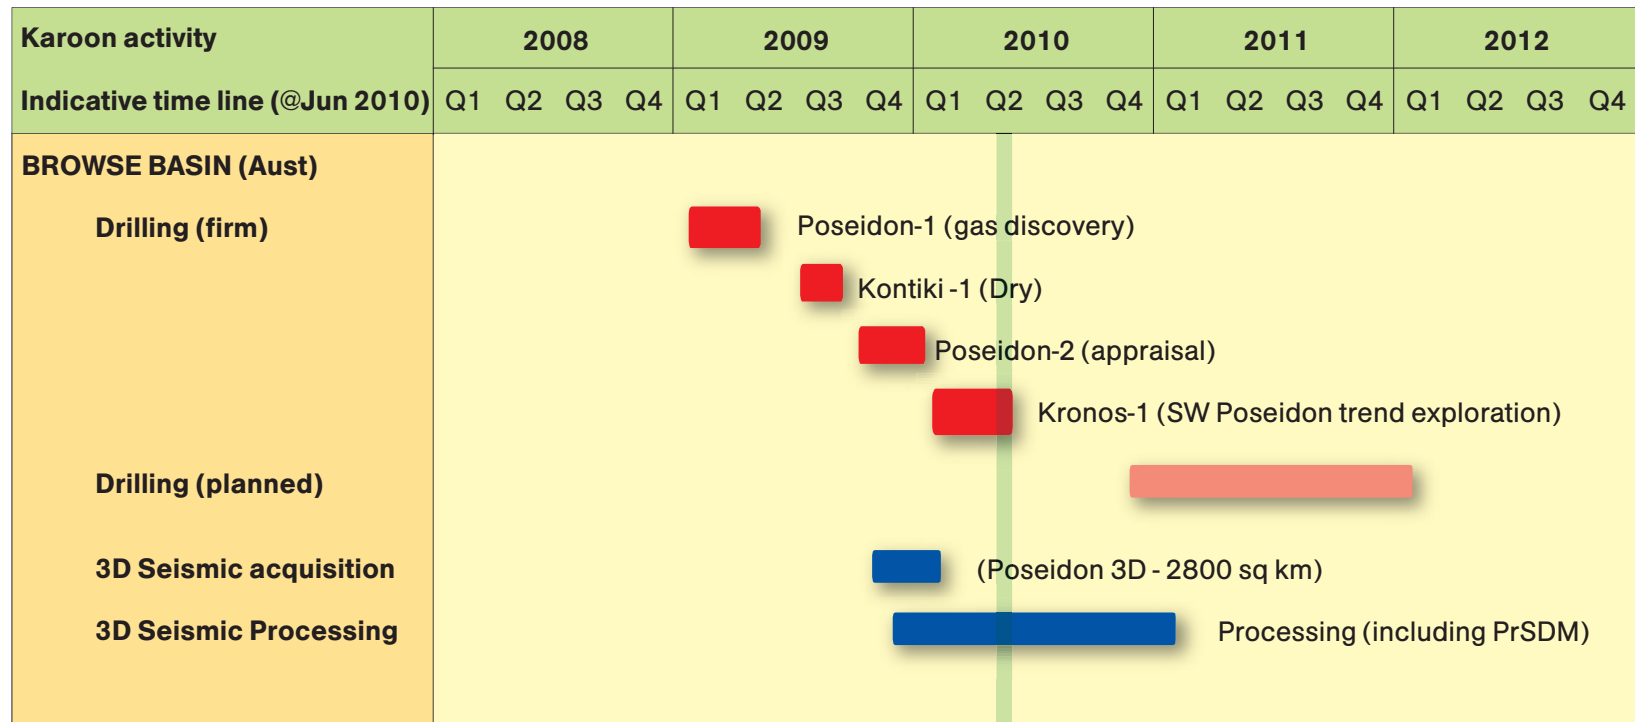 Karoon activity 2008 2009 2010 2011 2012
Indicative time line (@Jun 2010) Q1 Q2 Q3 Q4 Q1 Q2 Q3 Q4 Q1 Q2 Q3 Q4 Q1 Q2 Q3 Q4 Q1 Q2 Q3 Q4
BROWSE BASIN (Aust)
Drilling (firm) Poseidon-1 (gas discovery)
Kontiki -1 (Dry)
Poseidon-2 (appraisal)
Kronos-1 (SW Poseidon trend exploration)
Drilling (planned)
3D Seismic acquisition (Poseidon 3D - 2800 sq km)
3D Seismic Processing Processing (including PrSDM)